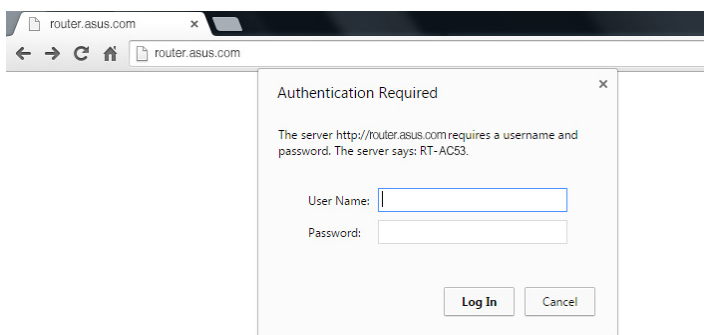 router.asus.com
router.asus.com
Authentication Required
The server http://router.asus.com requires a username and
password. The server says: RT-AC53.
User Name:
Password:
Log In Cancel